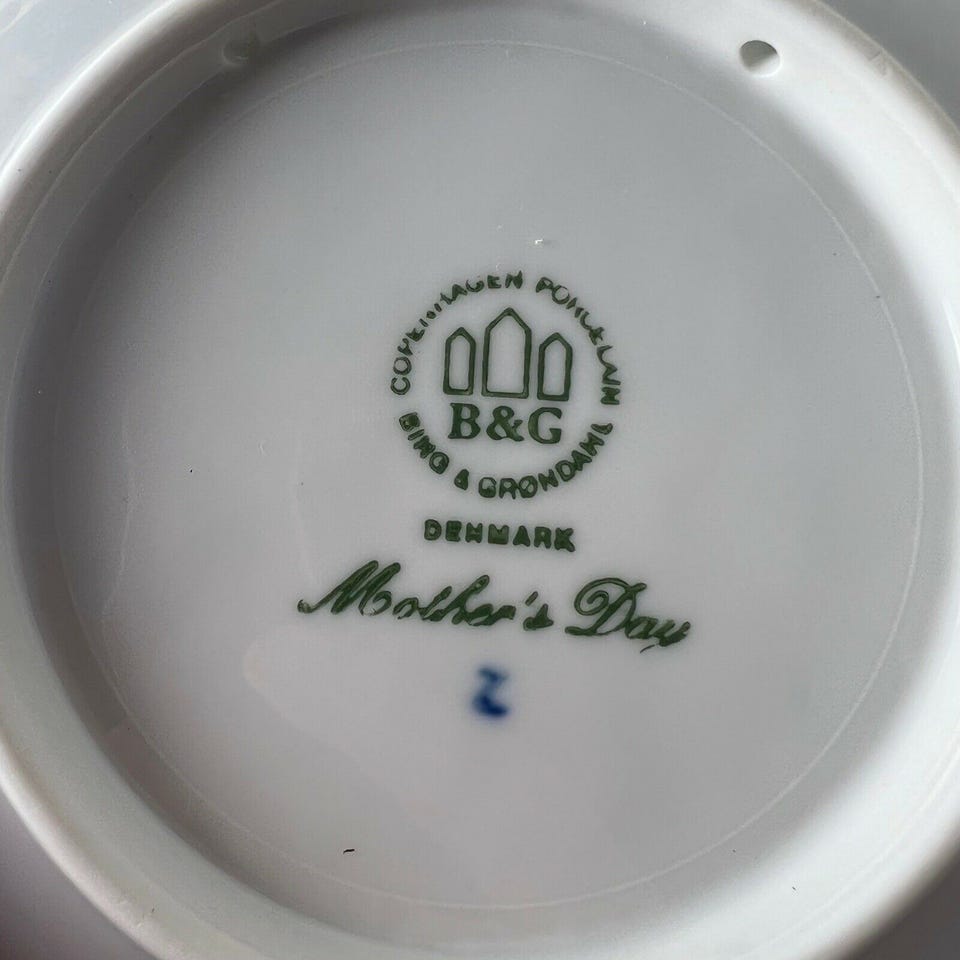 COPENHAGEN PORCELAIN
B&G
BING & GRØNDAHL
DENMARK
Mother's Day